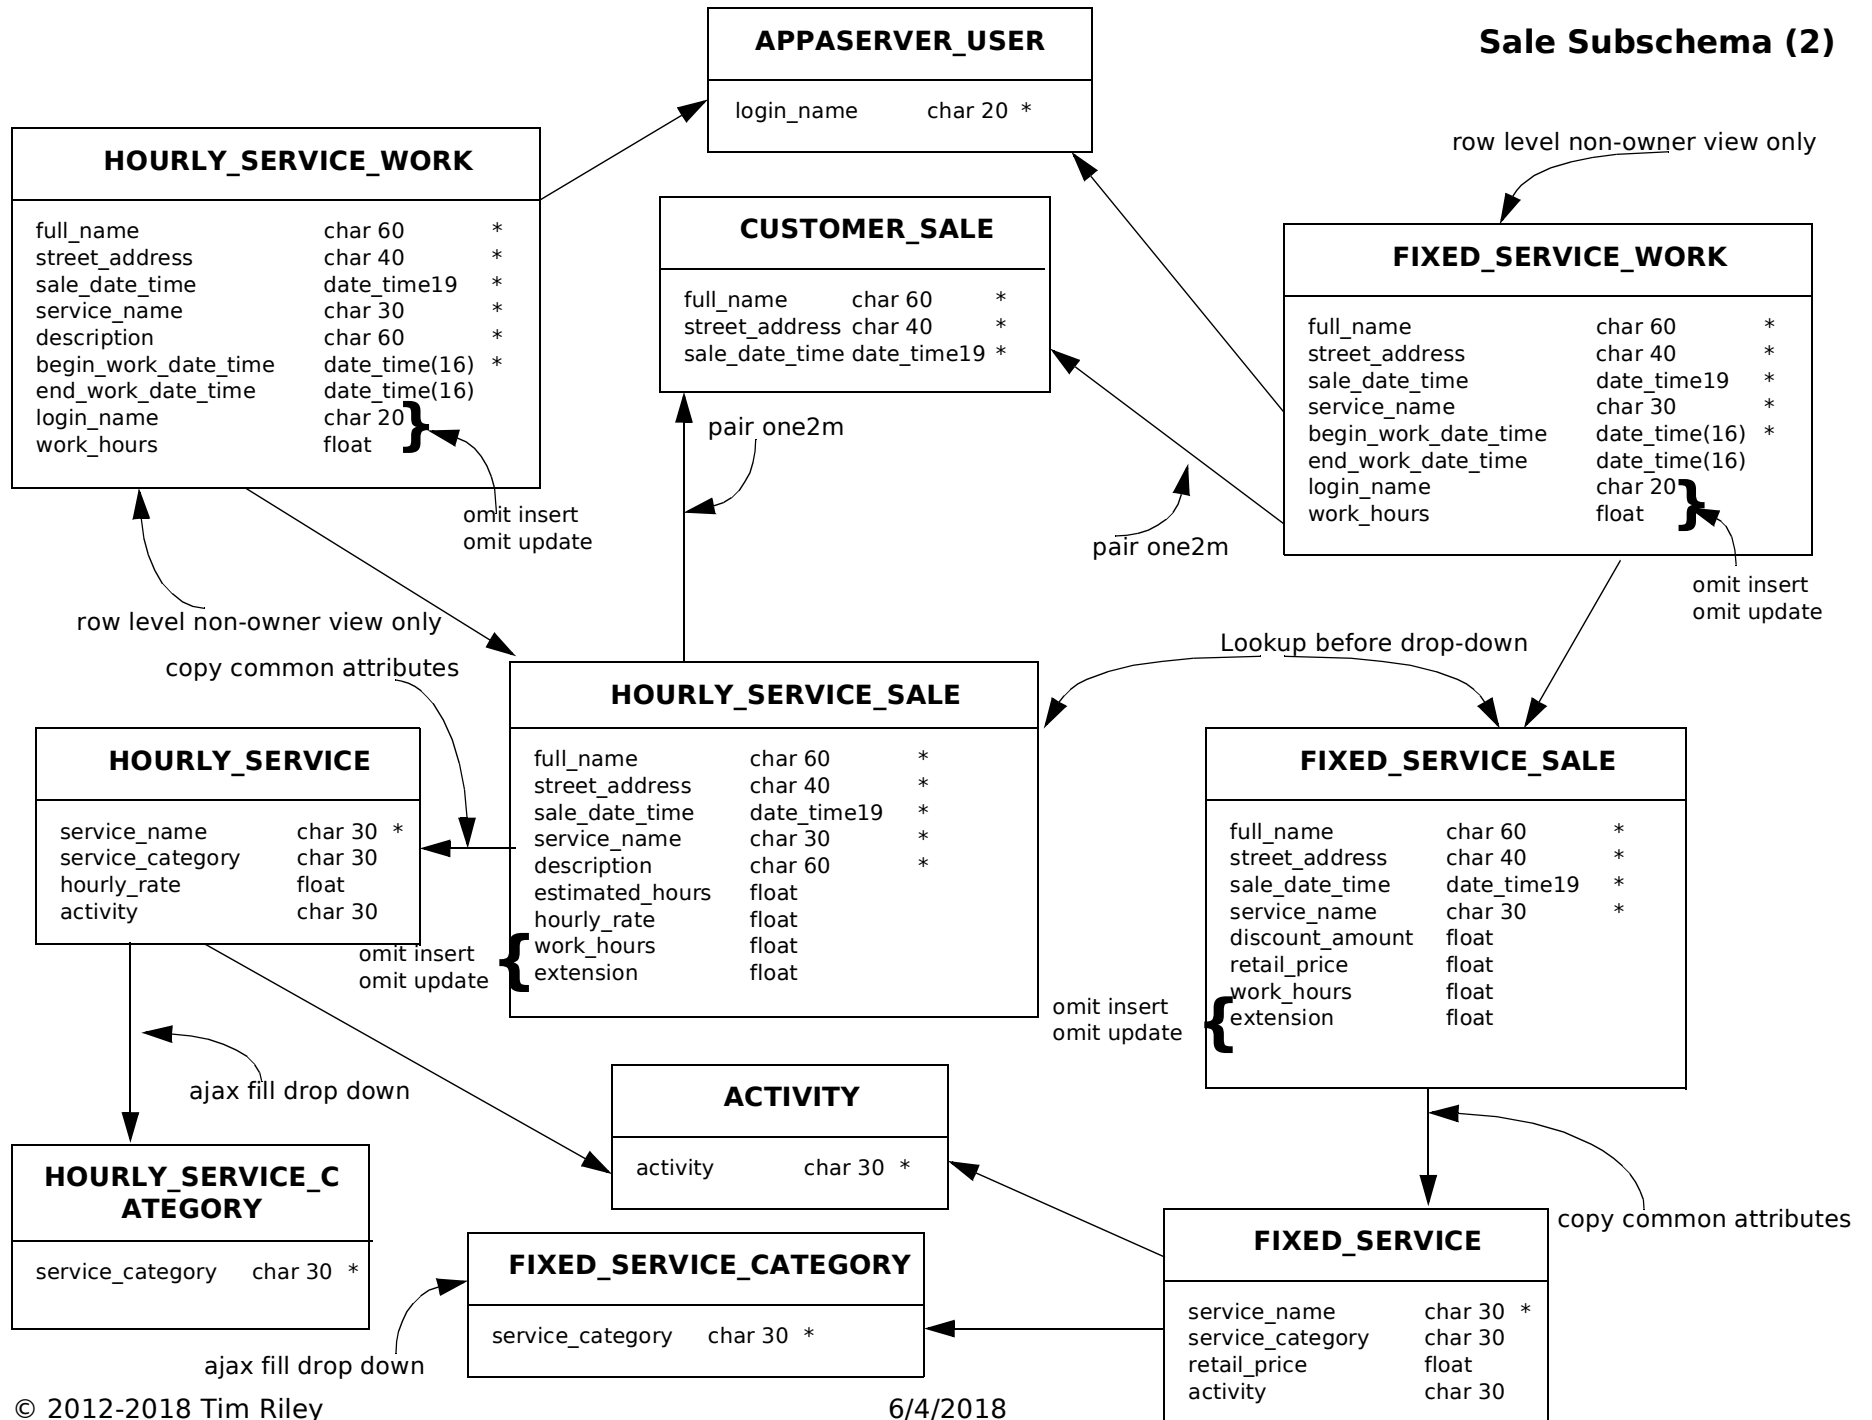 Sale Subschema (2)
APPASERVER_USER
login_name char 20 *
HOURLY_SERVICE_WORK
full_name char 60 *
street_address char 40 *
sale_date_time date_time19 *
service_name char 30 *
description char 60 *
begin_work_date_time date_time(16) *
end_work_date_time date_time(16)
login_name char 20
work_hours float
}
omit insert
omit update
row level non-owner view only
CUSTOMER_SALE
full_name char 60 *
street_address char 40 *
sale_date_time date_time19 *
pair one2m
row level non-owner view only
FIXED_SERVICE_WORK
full_name char 60 *
street_address char 40 *
sale_date_time date_time19 *
service_name char 30 *
begin_work_date_time date_time(16) *
end_work_date_time date_time(16)
login_name char 20
work_hours float
}
omit insert
omit update
pair one2m
Lookup before drop-down
copy common attributes
HOURLY_SERVICE
service_name char 30 *
service_category char 30
hourly_rate float
activity char 30
HOURLY_SERVICE_SALE
full_name char 60 *
street_address char 40 *
sale_date_time date_time19 *
service_name char 30 *
description char 60 *
estimated_hours float
hourly_rate float
work_hours float
extension float
omit insert
omit update
{
FIXED_SERVICE_SALE
full_name char 60 *
street_address char 40 *
sale_date_time date_time19 *
service_name char 30 *
discount_amount float
retail_price float
work_hours float
extension float
omit insert
omit update
{
ajax fill drop down
ACTIVITY
activity char 30 *
HOURLY_SERVICE_C
ATEGORY
service_category char 30 *
FIXED_SERVICE_CATEGORY
service_category char 30 *
ajax fill drop down
copy common attributes
FIXED_SERVICE
service_name char 30 *
service_category char 30
retail_price float
activity char 30
© 2012-2018 Tim Riley
6/4/2018